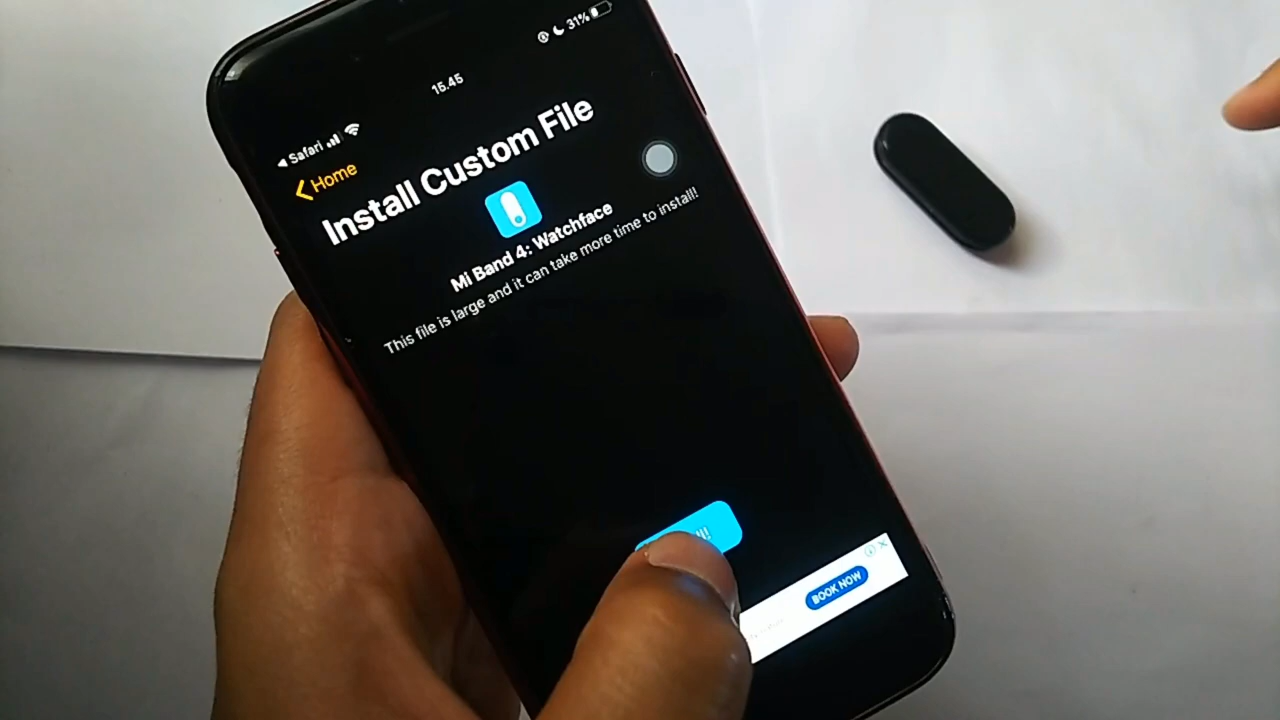 31%
15.45
Safari
Home
Install Custom File
Mi Band 4: Watchface
This file is large and it can take more time to install!
BOOK NOW